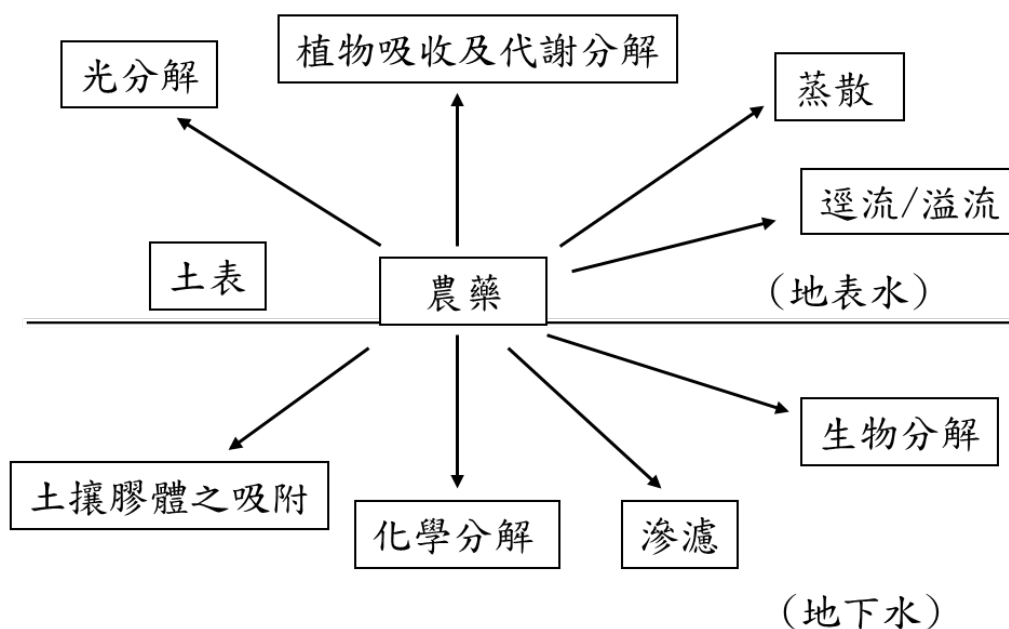 植物吸收及代謝分解
光分解
蒸散
逕流/溢流
土表
農藥
(地表水)
生物分解
土壤膠體之吸附
化學分解
滲濾
(地下水)